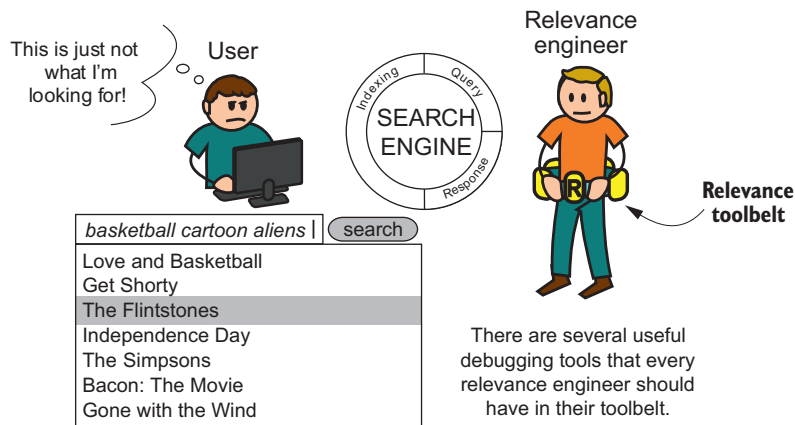 This is just not
what I'm
looking for!
User
Indexing
Query
Response
SEARCH
ENGINE
Relevance
engineer
R
Relevance
toolbelt
basketball cartoon aliens
search
Love and Basketball
Get Shorty
The Flintstones
Independence Day
The Simpsons
Bacon: The Movie
Gone with the Wind
There are several useful
debugging tools that every
relevance engineer should
have in their toolbelt.